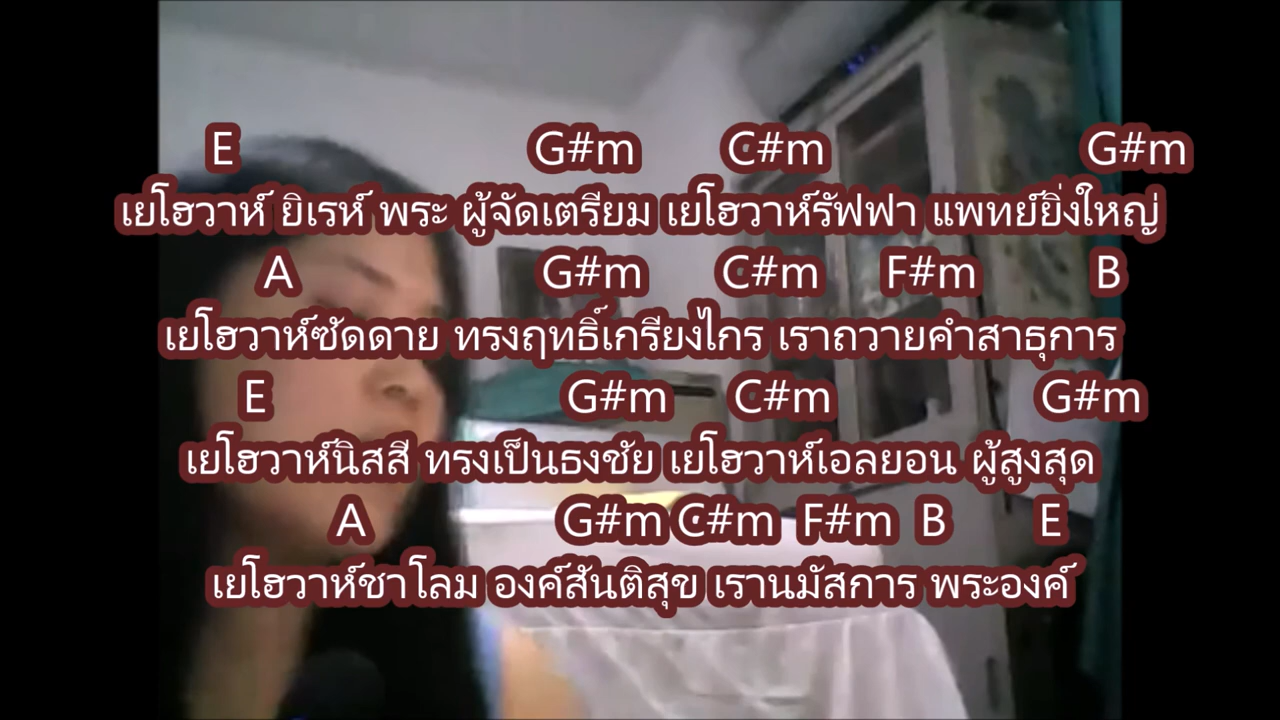 E G#m C#m G#m
เยโฮวาห์ ยิเรห์ พระ ผู้จัดเตรียม เยโฮวาห์รัฟฟา แพทย์ยิ่งใหญ่
A G#m C#m F#m B
เยโฮวาห์ซัดดาย ทรงฤทธิ์เกรียงไกร เราถวายคำสาธุการ
E G#m C#m G#m
เยโฮวาห์นิสสี ทรงเป็นธงชัย เยโฮวาห์เอลยอน ผู้สูงสุด
A G#m C#m F#m B E
เยโฮวาห์ชาโลม องค์สันติสุข เรานมัสการ พระองค์